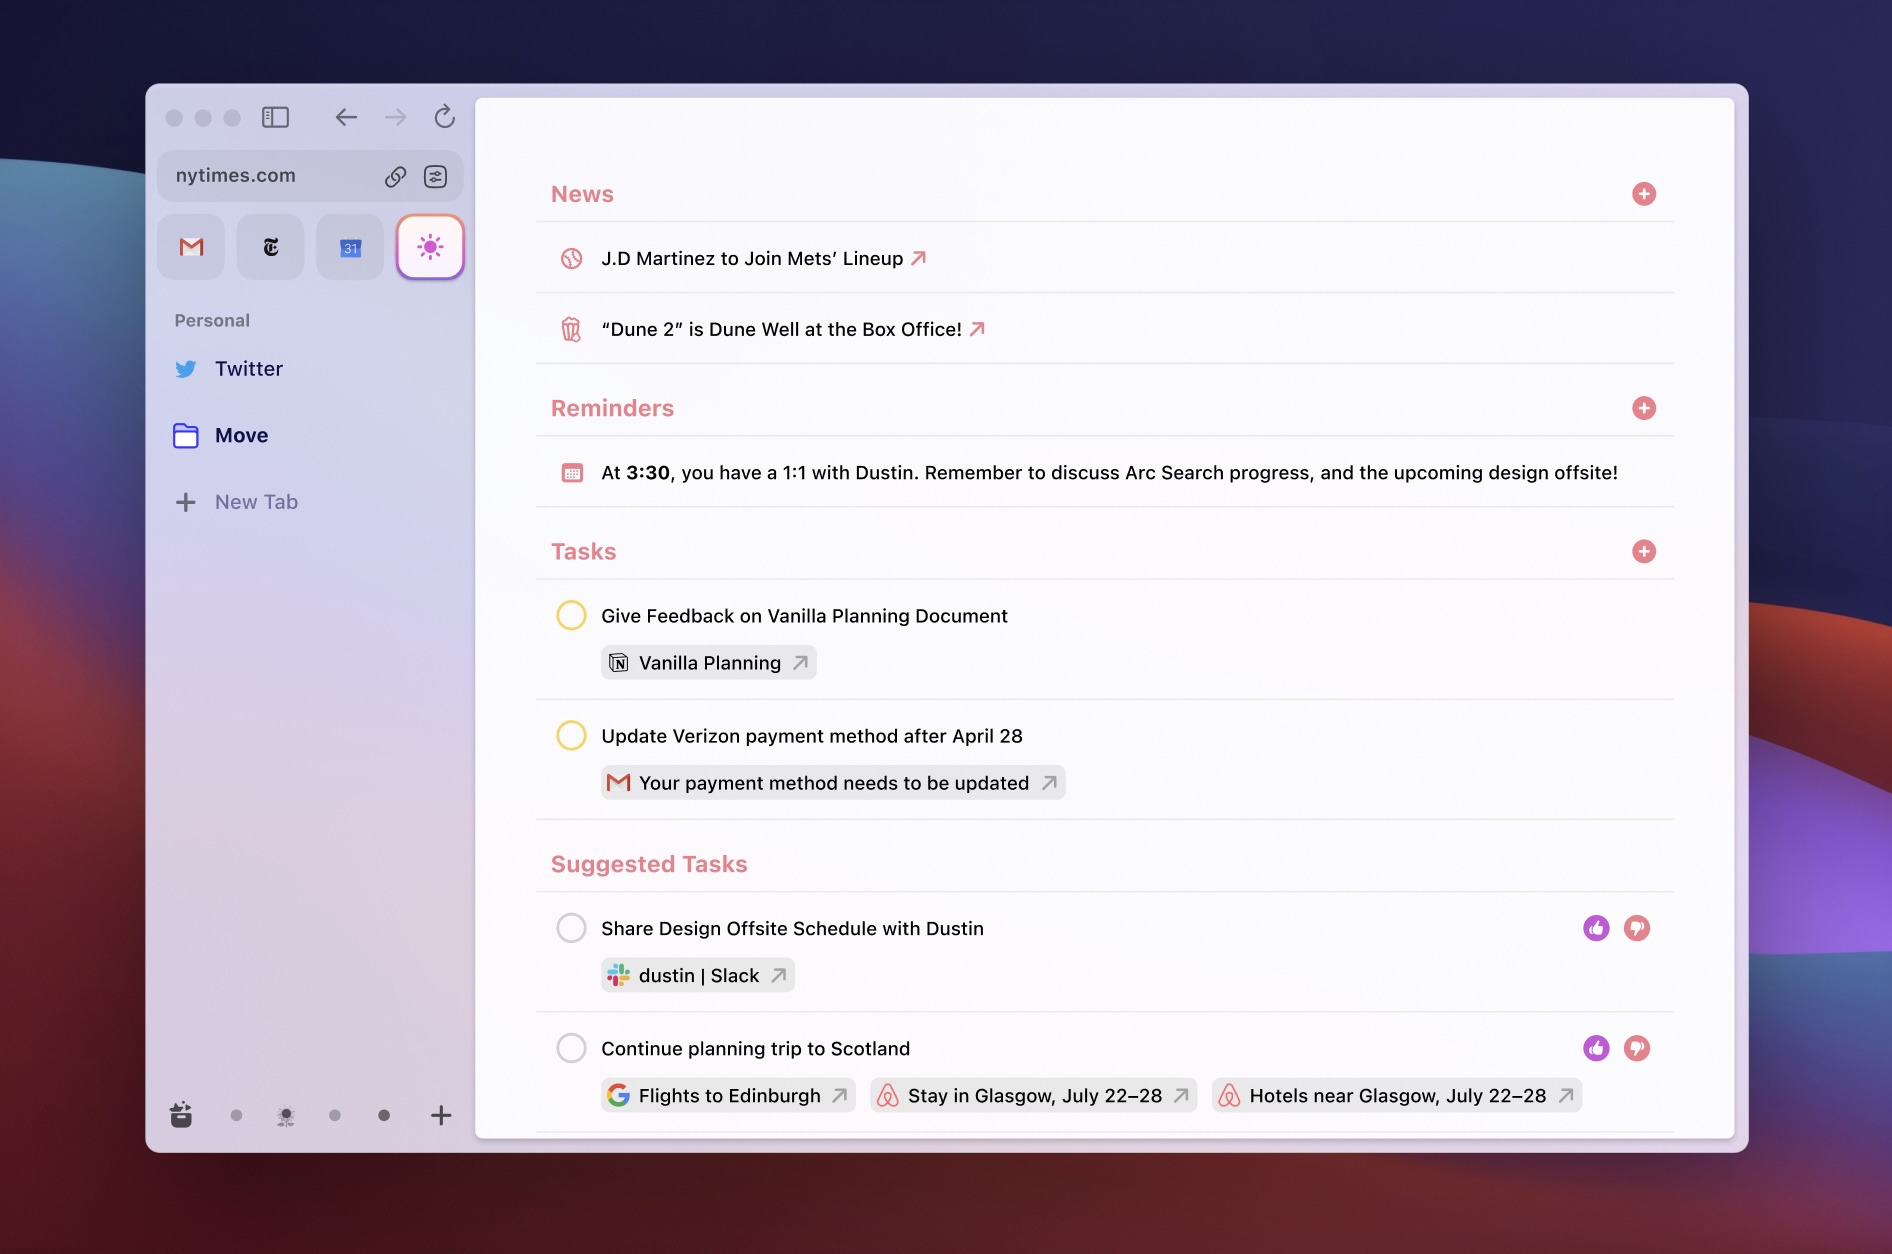 nytimes.com
31
Personal
Twitter
Move
New Tab
News
J.D Martinez to Join Mets’ Lineup
“Dune 2” is Dune Well at the Box Office!
Reminders
At 3:30, you have a 1:1 with Dustin. Remember to discuss Arc Search progress, and the upcoming design offsite!
Tasks
Give Feedback on Vanilla Planning Document
Vanilla Planning
Update Verizon payment method after April 28
Your payment method needs to be updated
Suggested Tasks
Share Design Offsite Schedule with Dustin
dustin | Slack
Continue planning trip to Scotland
Flights to Edinburgh Stay in Glasgow, July 22–28 Hotels near Glasgow, July 22–28